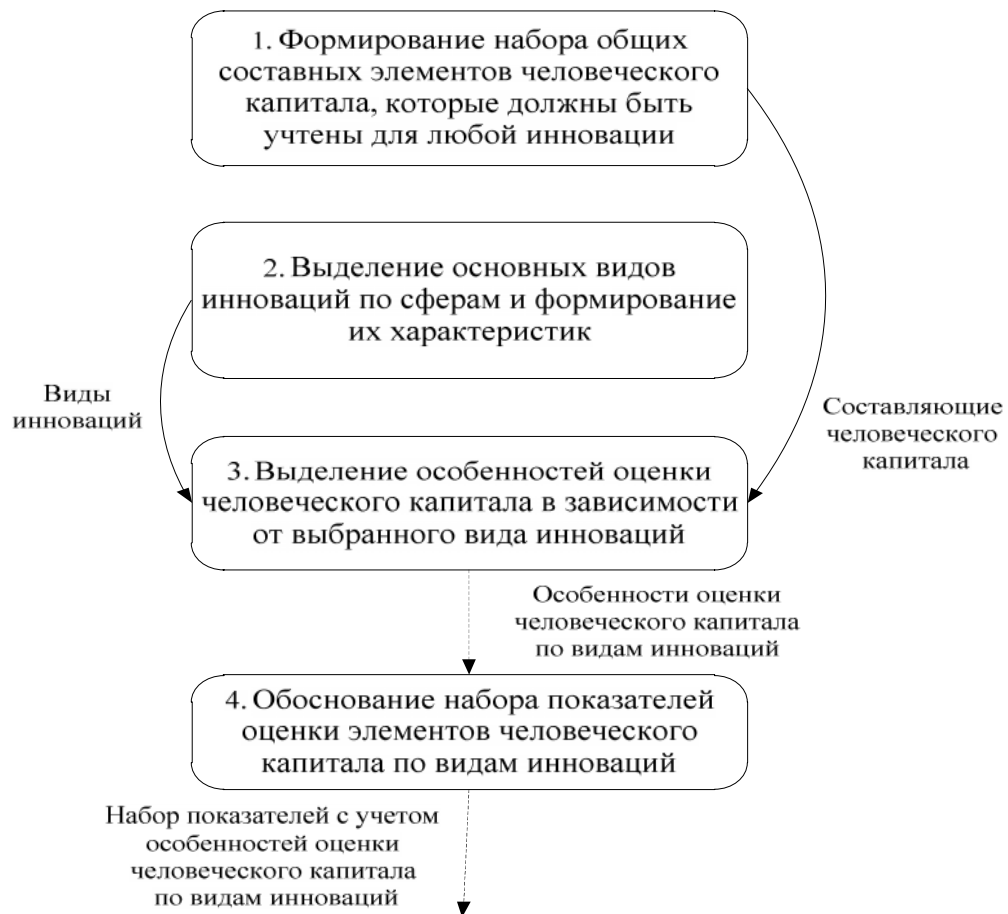 1. Формирование набора общих
составных элементов человеческого
капитала, которые должны быть
учтены для любой инновации
2. Выделение основных видов
инноваций по сферам и формирование
их характеристик
Виды
инноваций
Составляющие
человеческого
капитала
3. Выделение особенностей оценки
человеческого капитала в зависимости
от выбранного вида инноваций
Особенности оценки
человеческого капитала
по видам инноваций
4. Обоснование набора показателей
оценки элементов человеческого
капитала по видам инноваций
Набор показателей с учетом
особенностей оценки
человеческого капитала
по видам инноваций